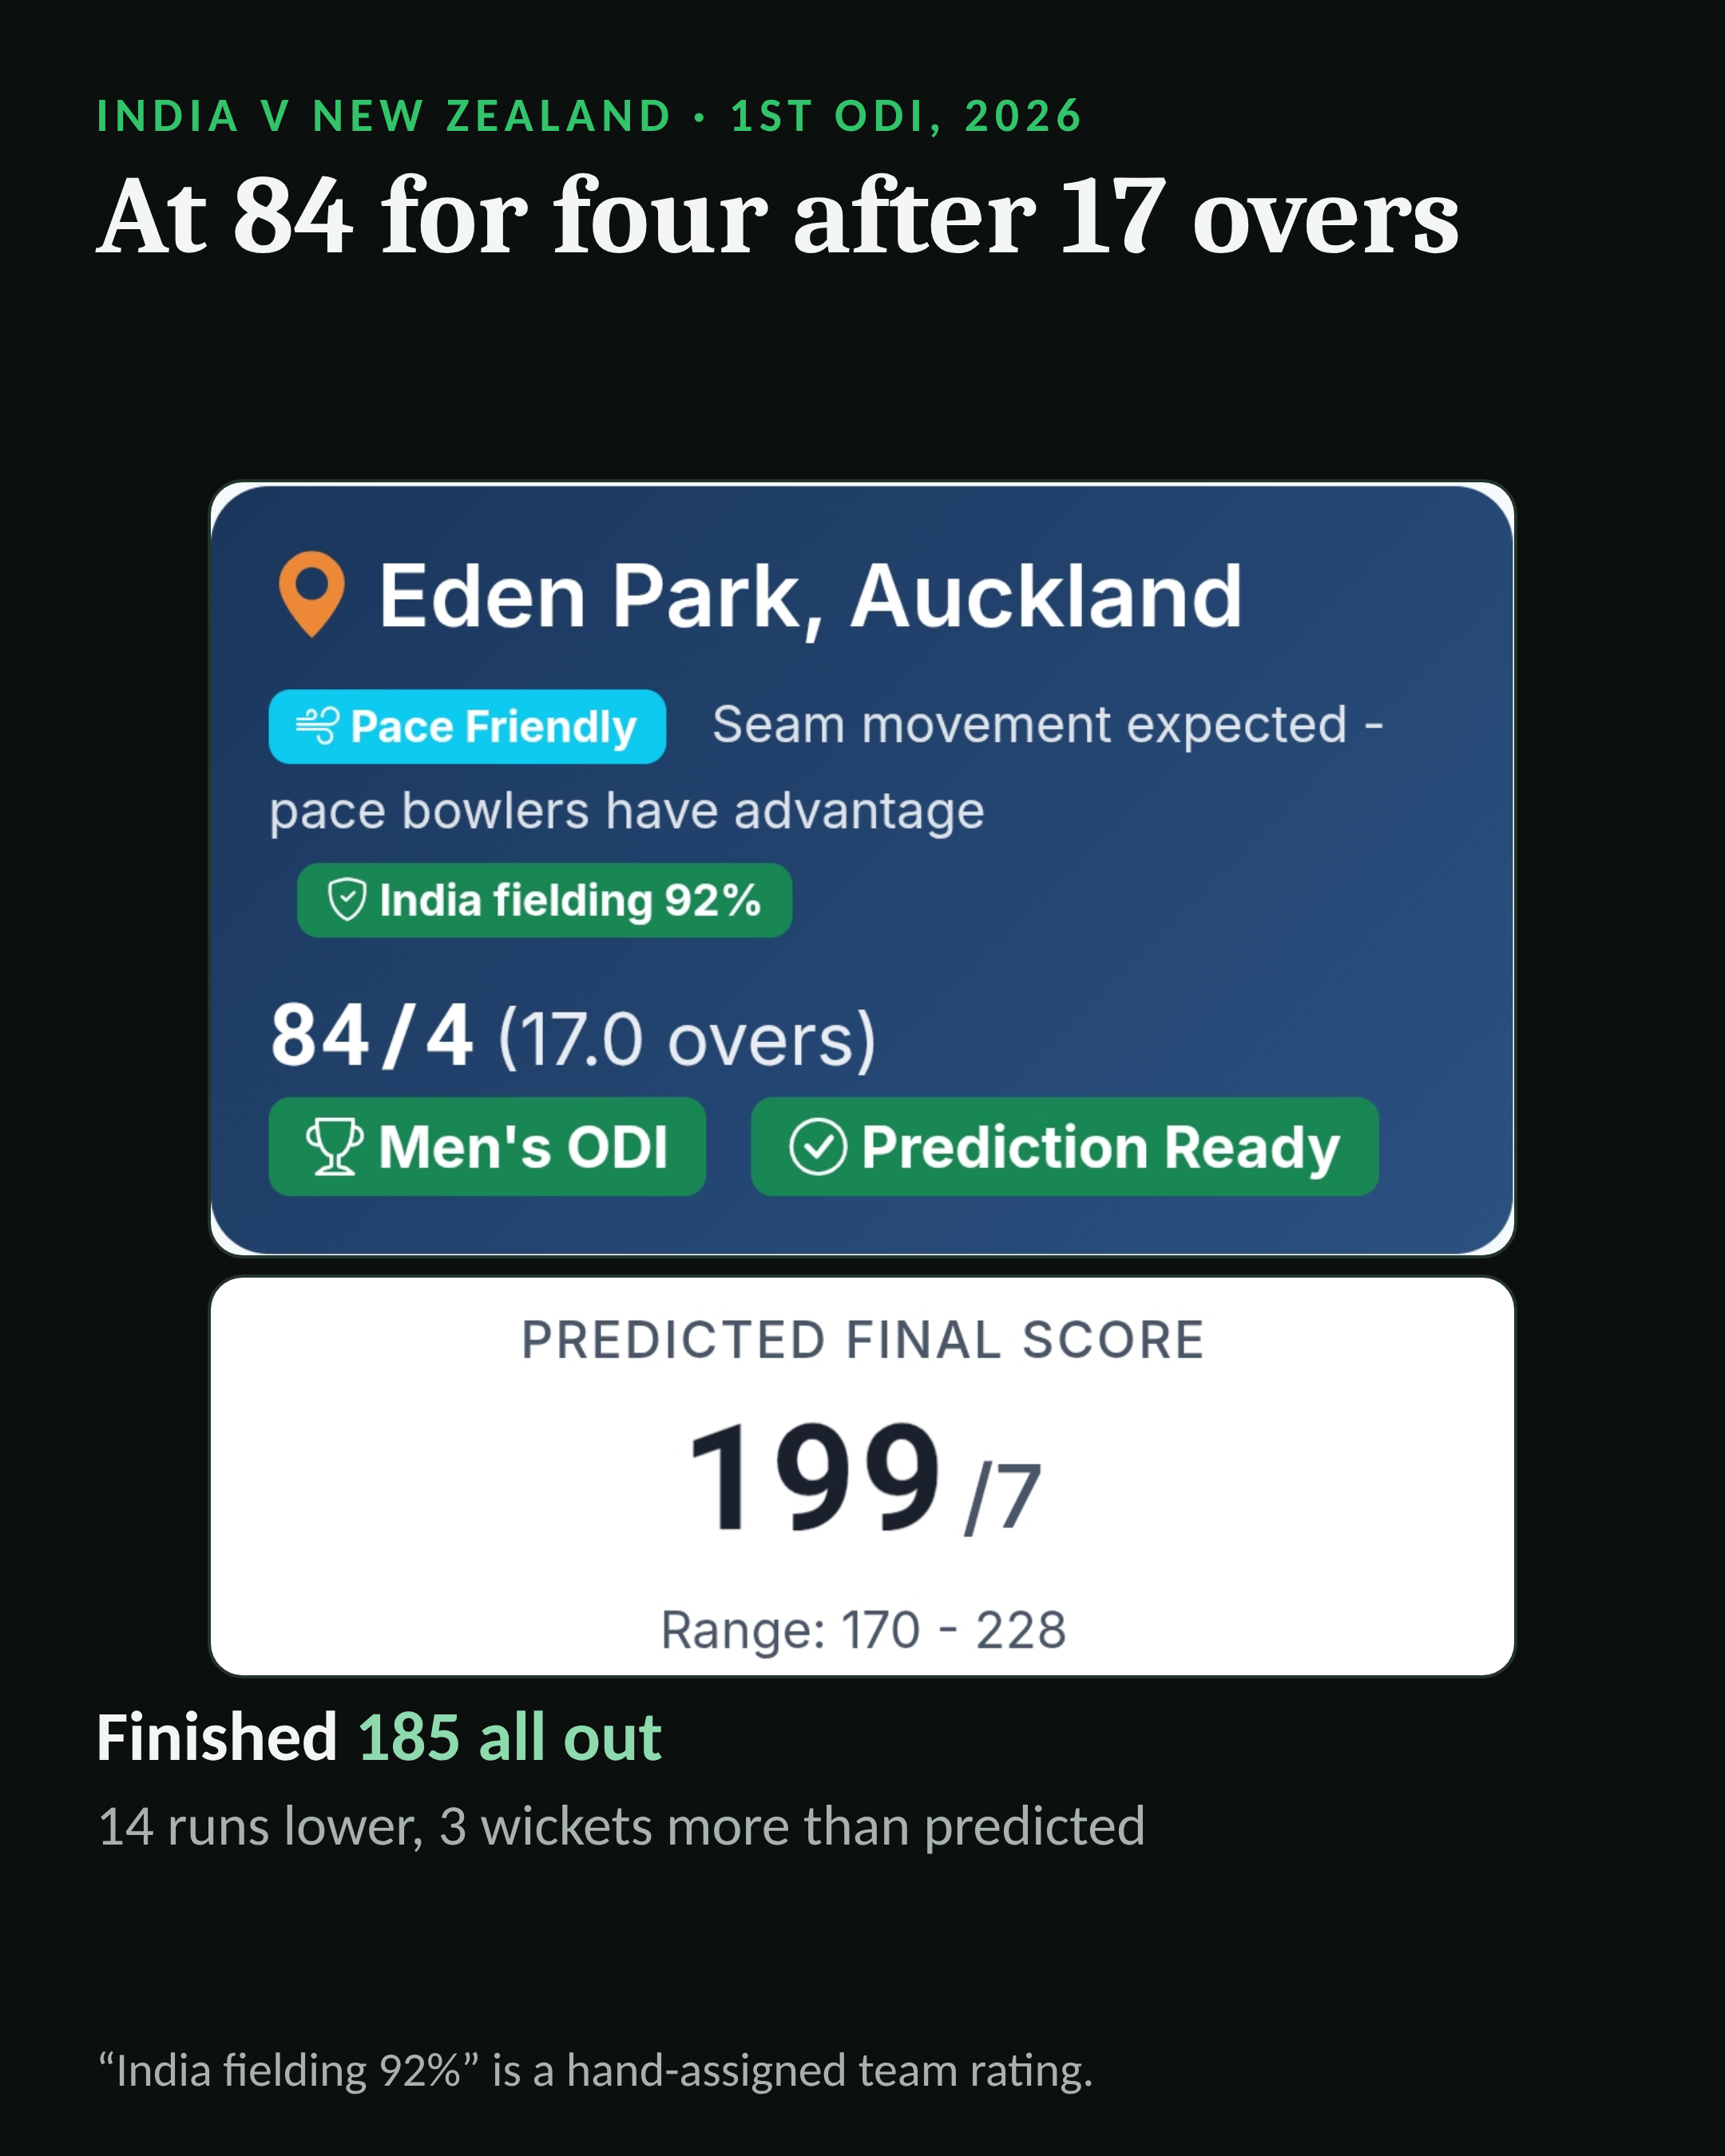 INDIA V NEW ZEALAND · 1ST ODI, 2026
At 84 for four after 17 overs
Eden Park, Auckland
Pace Friendly Seam movement expected -
pace bowlers have advantage
India fielding 92%
84/4 (17.0 overs)
Men's ODI Prediction Ready
PREDICTED FINAL SCORE
199/7
Range: 170 - 228
Finished 185 all out
14 runs lower, 3 wickets more than predicted
“India fielding 92%” is a hand-assigned team rating.